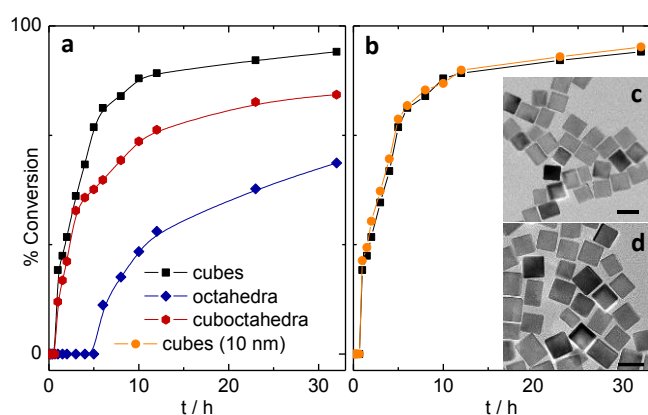 100
a
b
c
d
% Conversion
cubes
octahedra
cuboctahedra
cubes (10 nm)
0
0
10
20
30
0
10
20
30
t / h
t / h